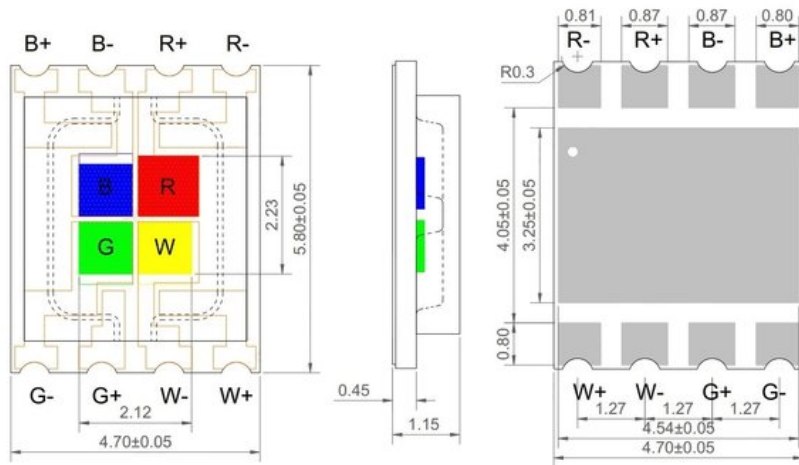 B+ B- R+ R-
B R
G W
G- G+ W- W+
2.23
5.80±0.05
2.12
4.70±0.05
0.45
1.15
0.81 0.87 0.87 0.80
R- R+ B- B+
R0.3
4.05±0.05
3.25±0.05
0.80
W+ W- G+ G-
1.27 1.27 1.27
4.54±0.05
4.70±0.05